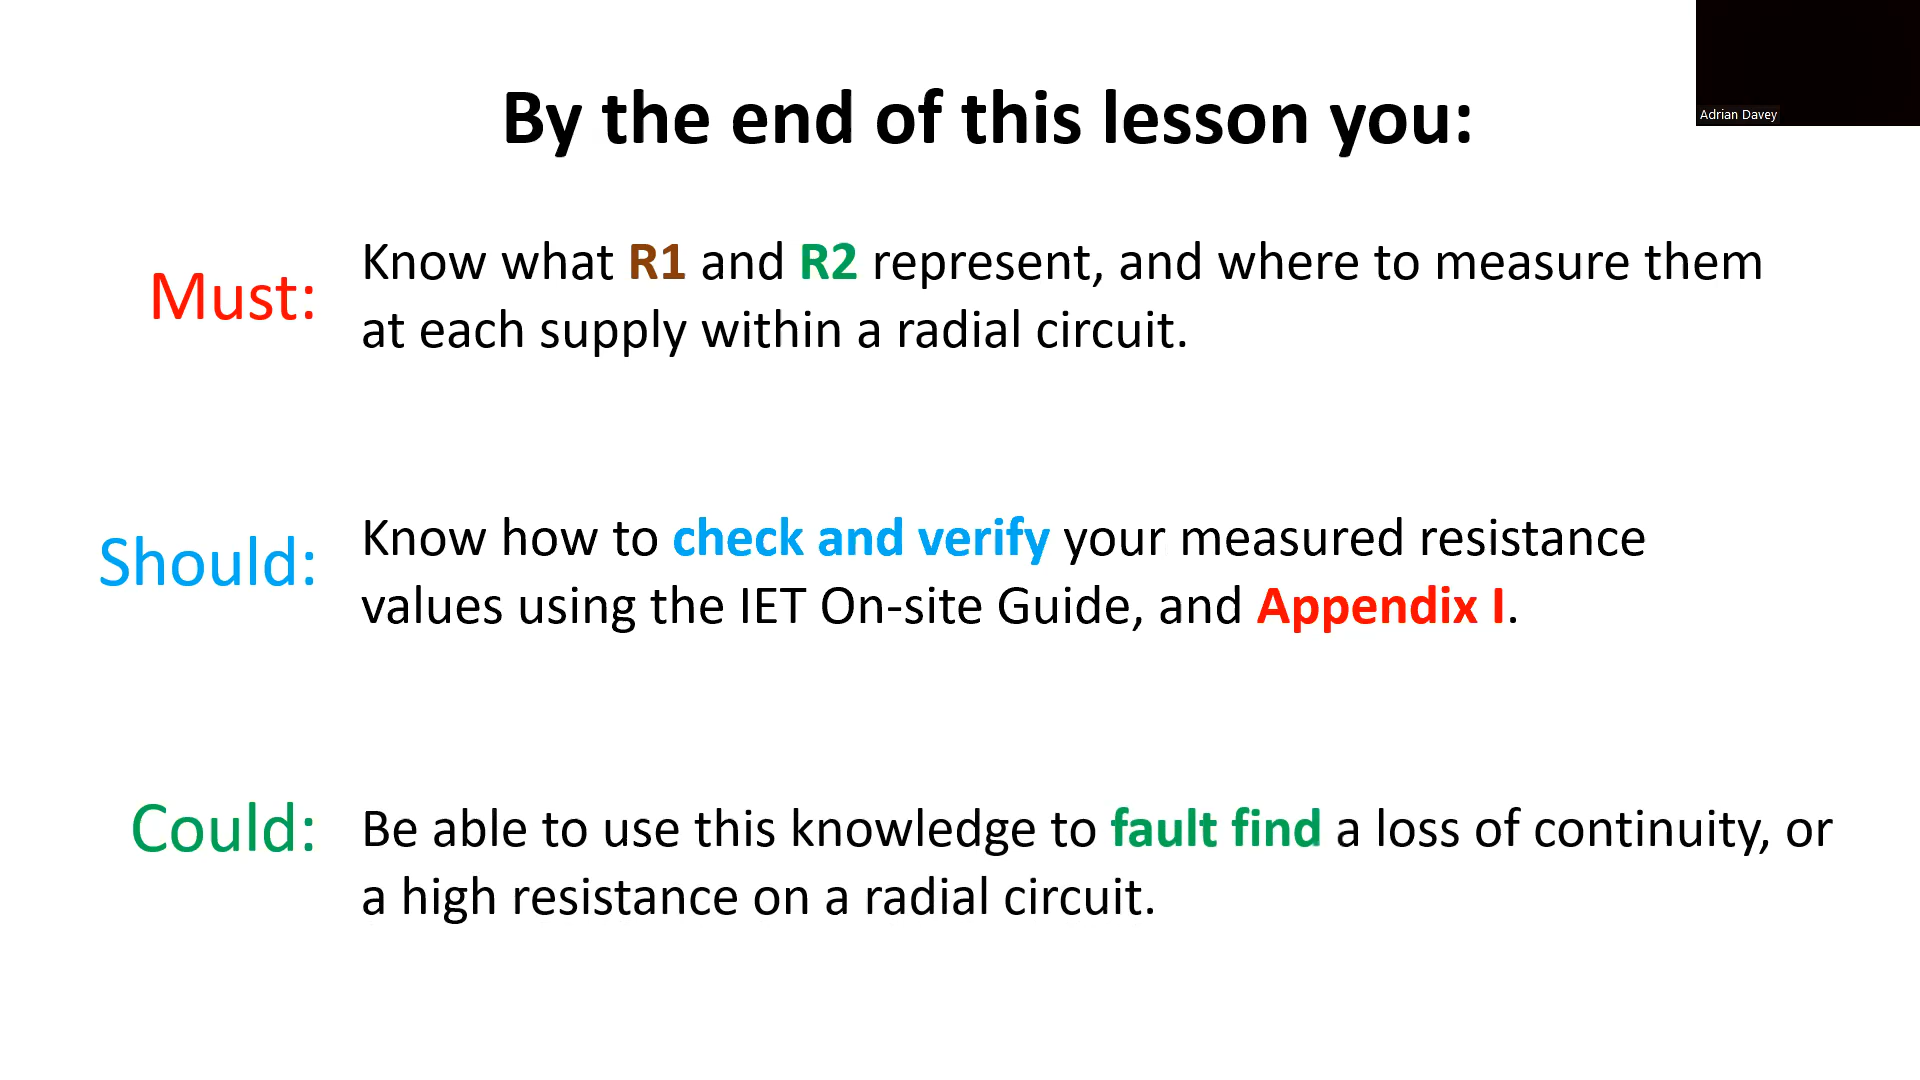 Adrian Davey
By the end of this lesson you:
Must:
Know what R1 and R2 represent, and where to measure them
at each supply within a radial circuit.
Should:
Know how to check and verify your measured resistance
values using the IET On-site Guide, and Appendix I.
Could:
Be able to use this knowledge to fault find a loss of continuity, or
a high resistance on a radial circuit.